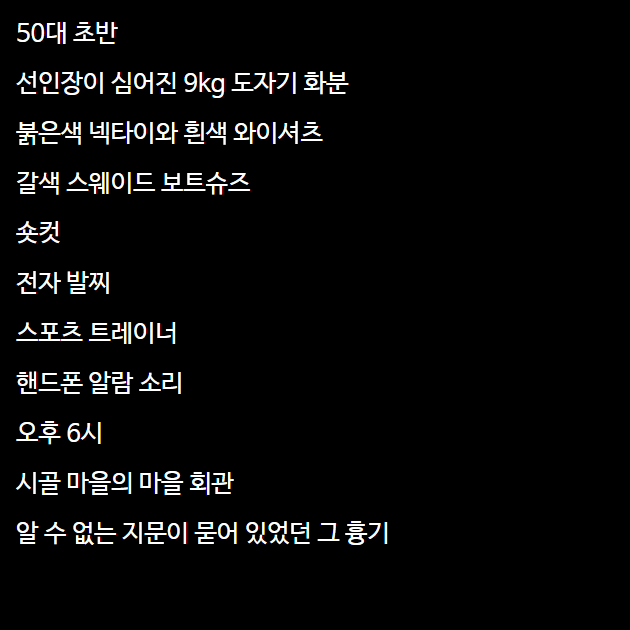 50대 초반
선인장이 심어진 9kg 도자기 화분
붉은색 넥타이와 흰색 와이셔츠
갈색 스웨이드 보트슈즈
숏컷
전자 발찌
스포츠 트레이너
핸드폰 알람 소리
오후 6시
시골 마을의 마을 회관
알 수 없는 지문이 묻어 있었던 그 흉기